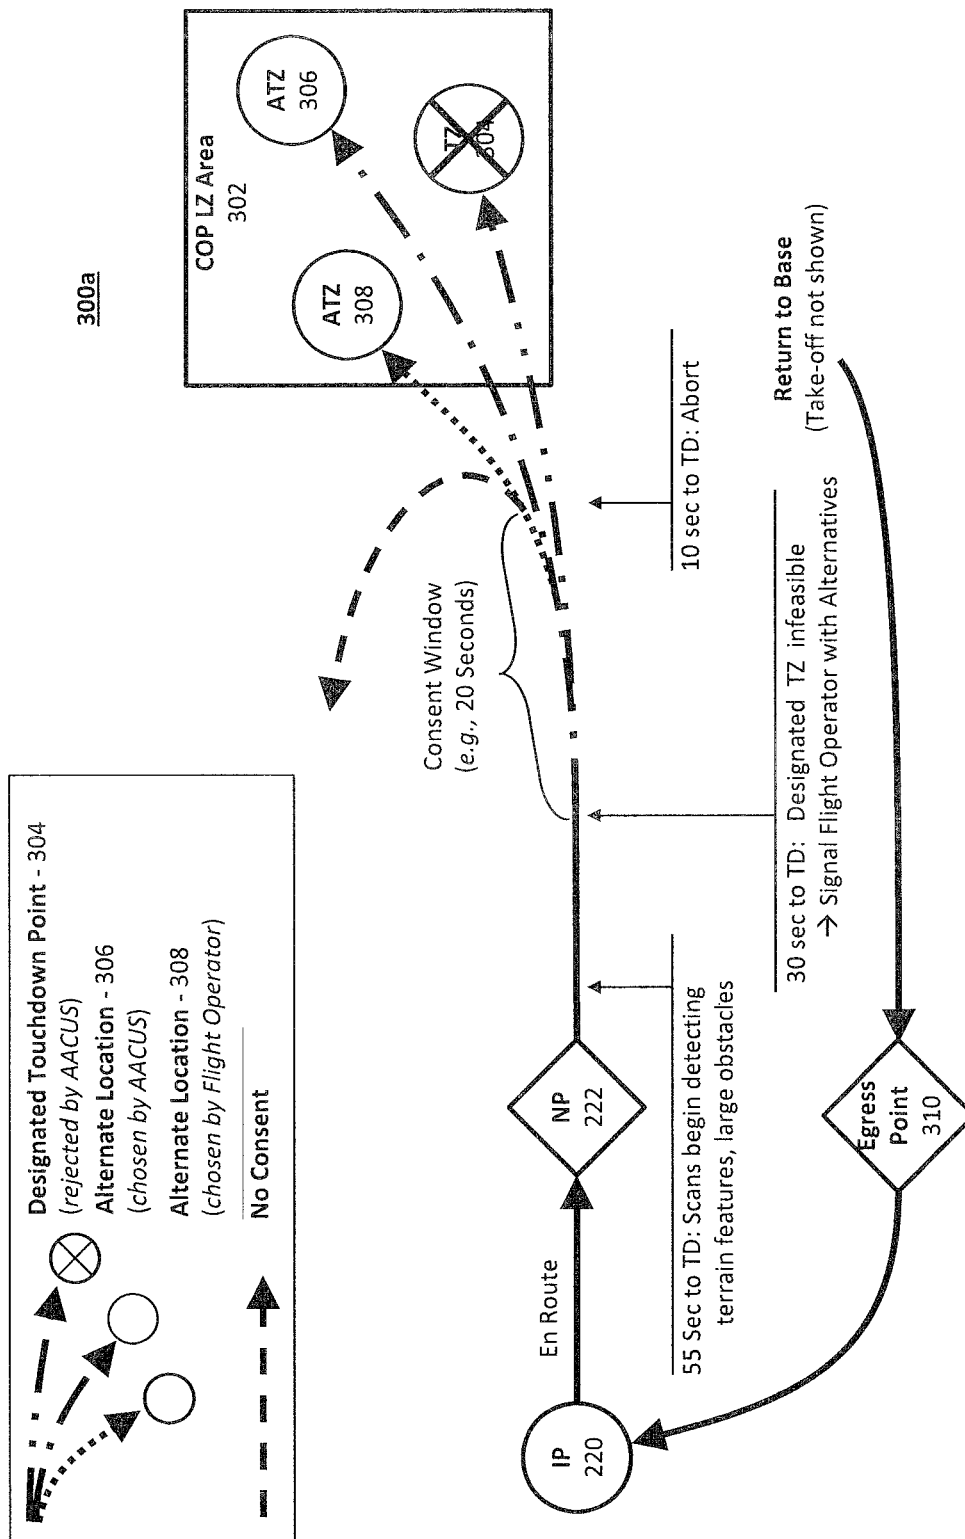 300a
Designated Touchdown Point - 304
(rejected by AACUS)
Alternate Location - 306
(chosen by AACUS)
Alternate Location - 308
(chosen by Flight Operator)
No Consent
COP LZ Area
302
ATZ
306
ATZ
308
TZ
304
Consent Window
(e.g., 20 Seconds)
En Route
IP
220
NP
222
10 sec to TD: Abort
55 Sec to TD: Scans begin detecting
terrain features, large obstacles
30 sec to TD: Designated TZ infeasible
→ Signal Flight Operator with Alternatives
Return to Base
(Take-off not shown)
Egress
Point
310